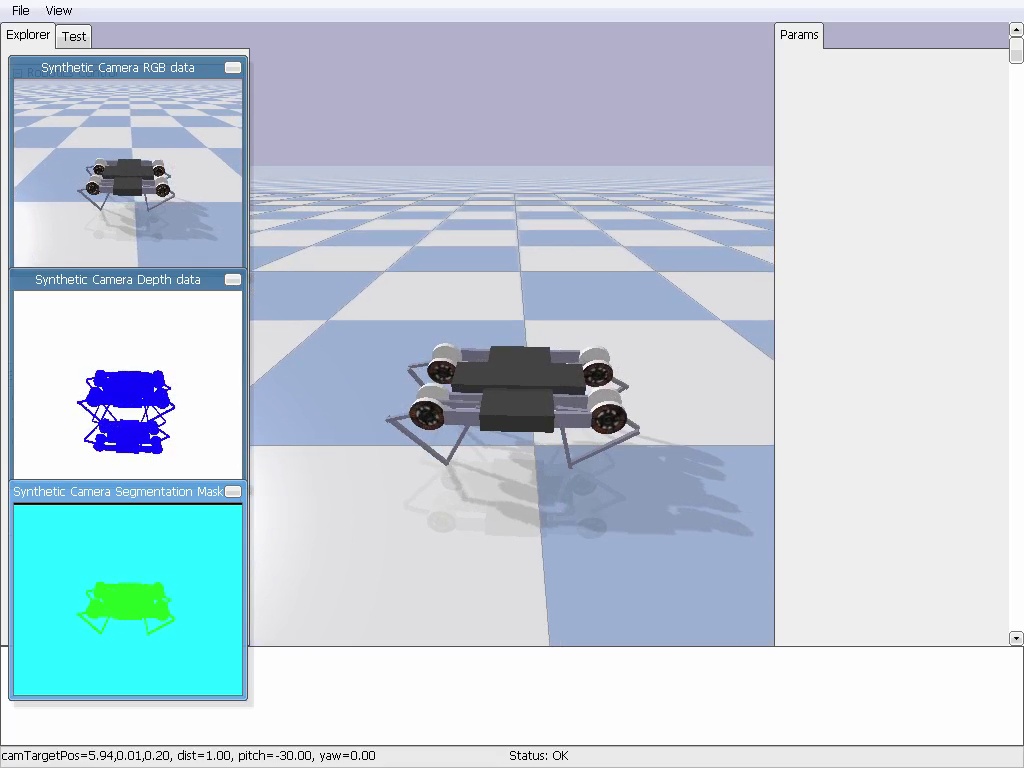 File View
Explorer Test
Params
Synthetic Camera RGB data
Synthetic Camera Depth data
Synthetic Camera Segmentation Mask
camTargetPos=5.94,0.01,0.20, dist=1.00, pitch=-30.00, yaw=0.00
Status: OK